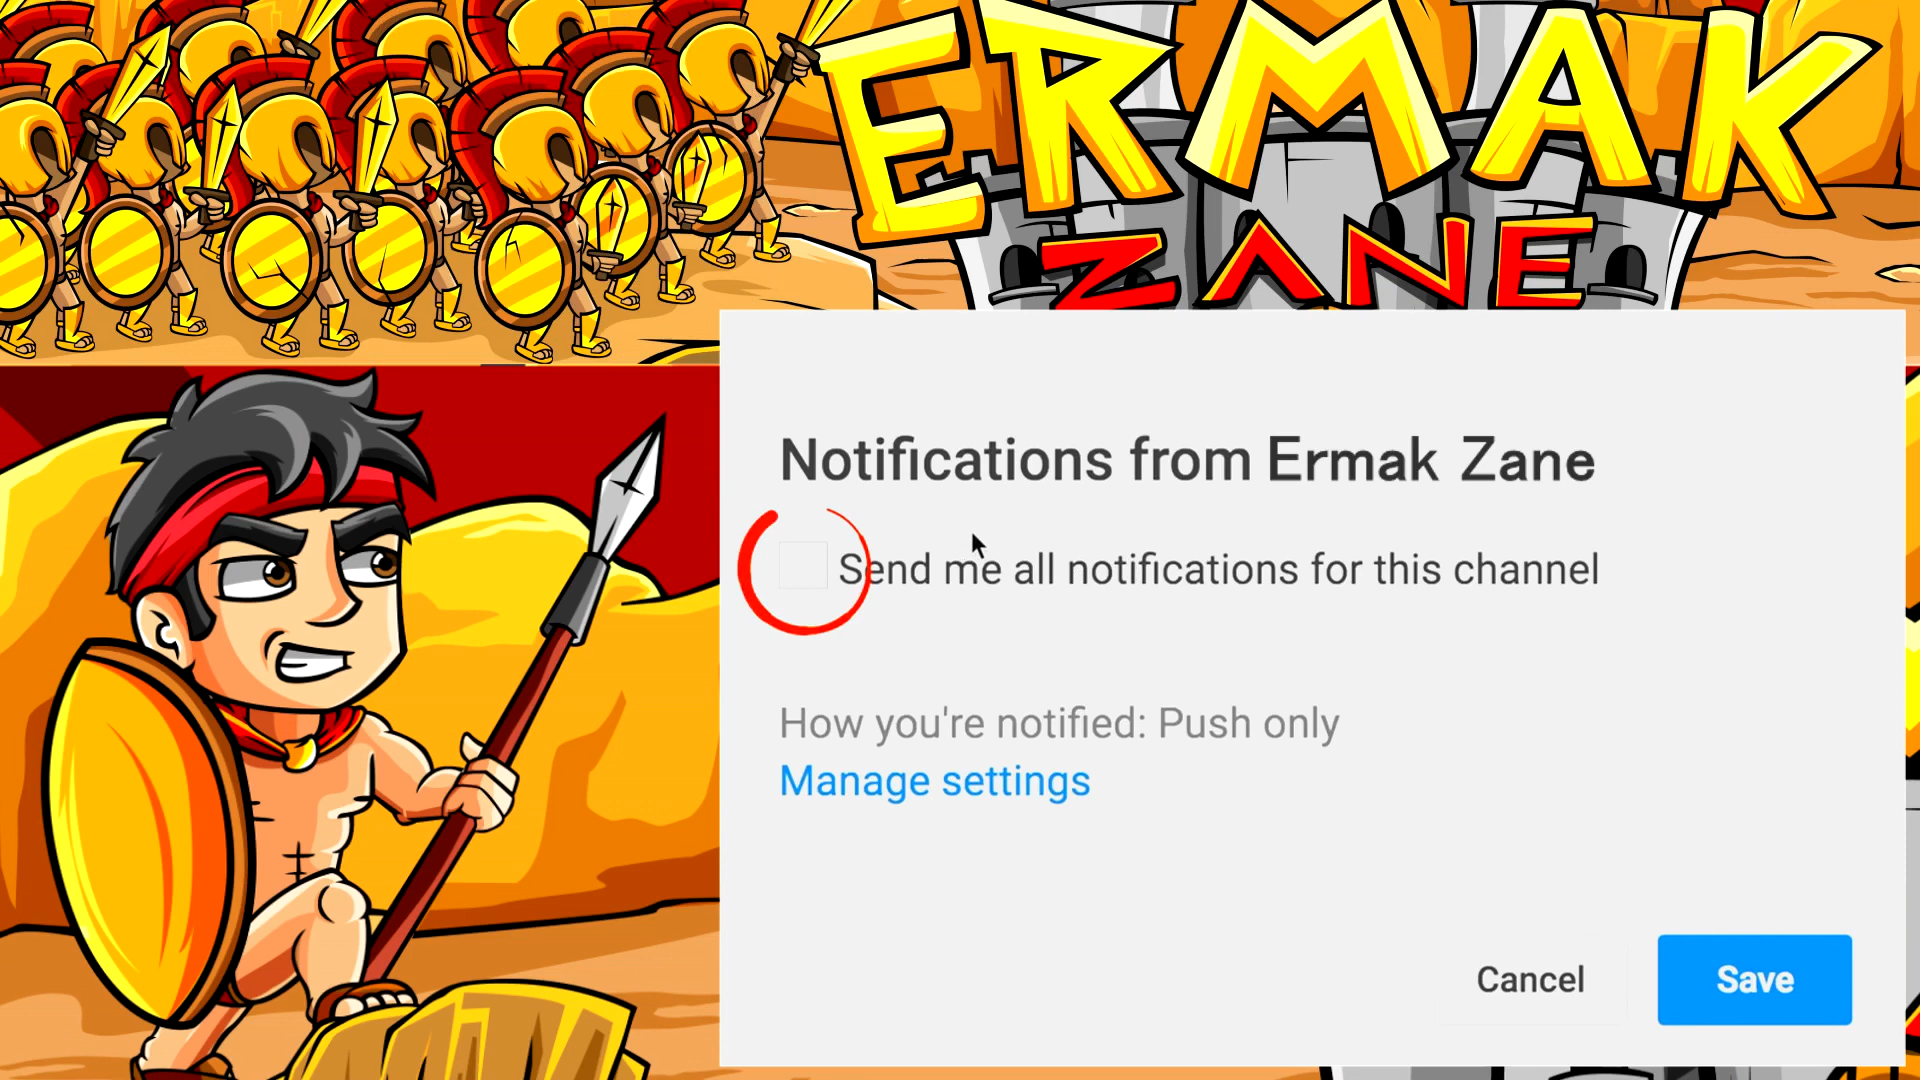 ERMAK
ZANE
Notifications from Ermak Zane
Send me all notifications for this channel
How you're notified: Push only
Manage settings
Cancel
Save